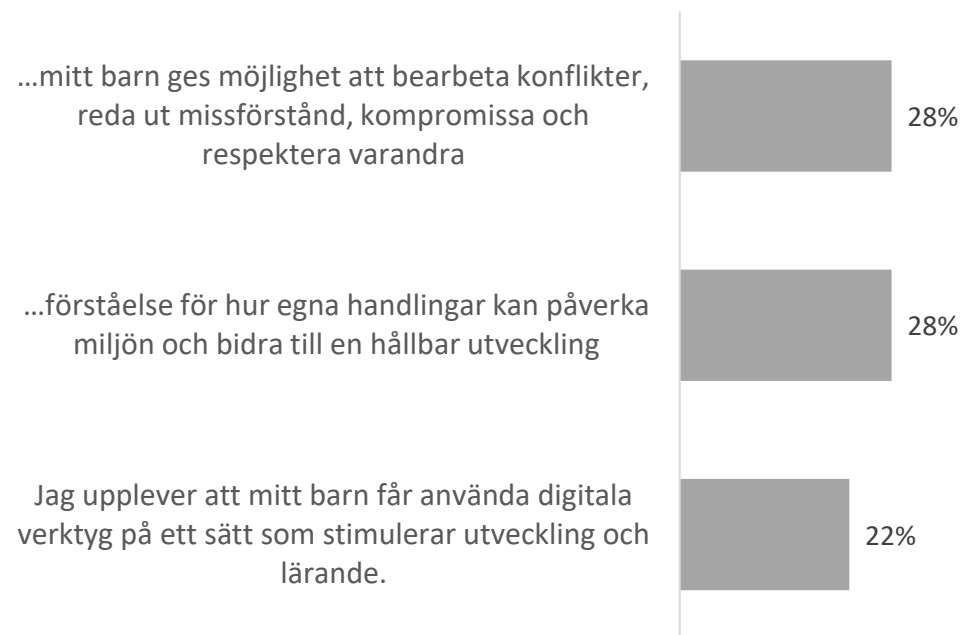 …mitt barn ges möjlighet att bearbeta konflikter,
reda ut missförstånd, kompromissa och
respektera varandra
28%
…förståelse för hur egna handlingar kan påverka
miljön och bidra till en hållbar utveckling
28%
Jag upplever att mitt barn får använda digitala
verktyg på ett sätt som stimulerar utveckling och
lärande.
22%